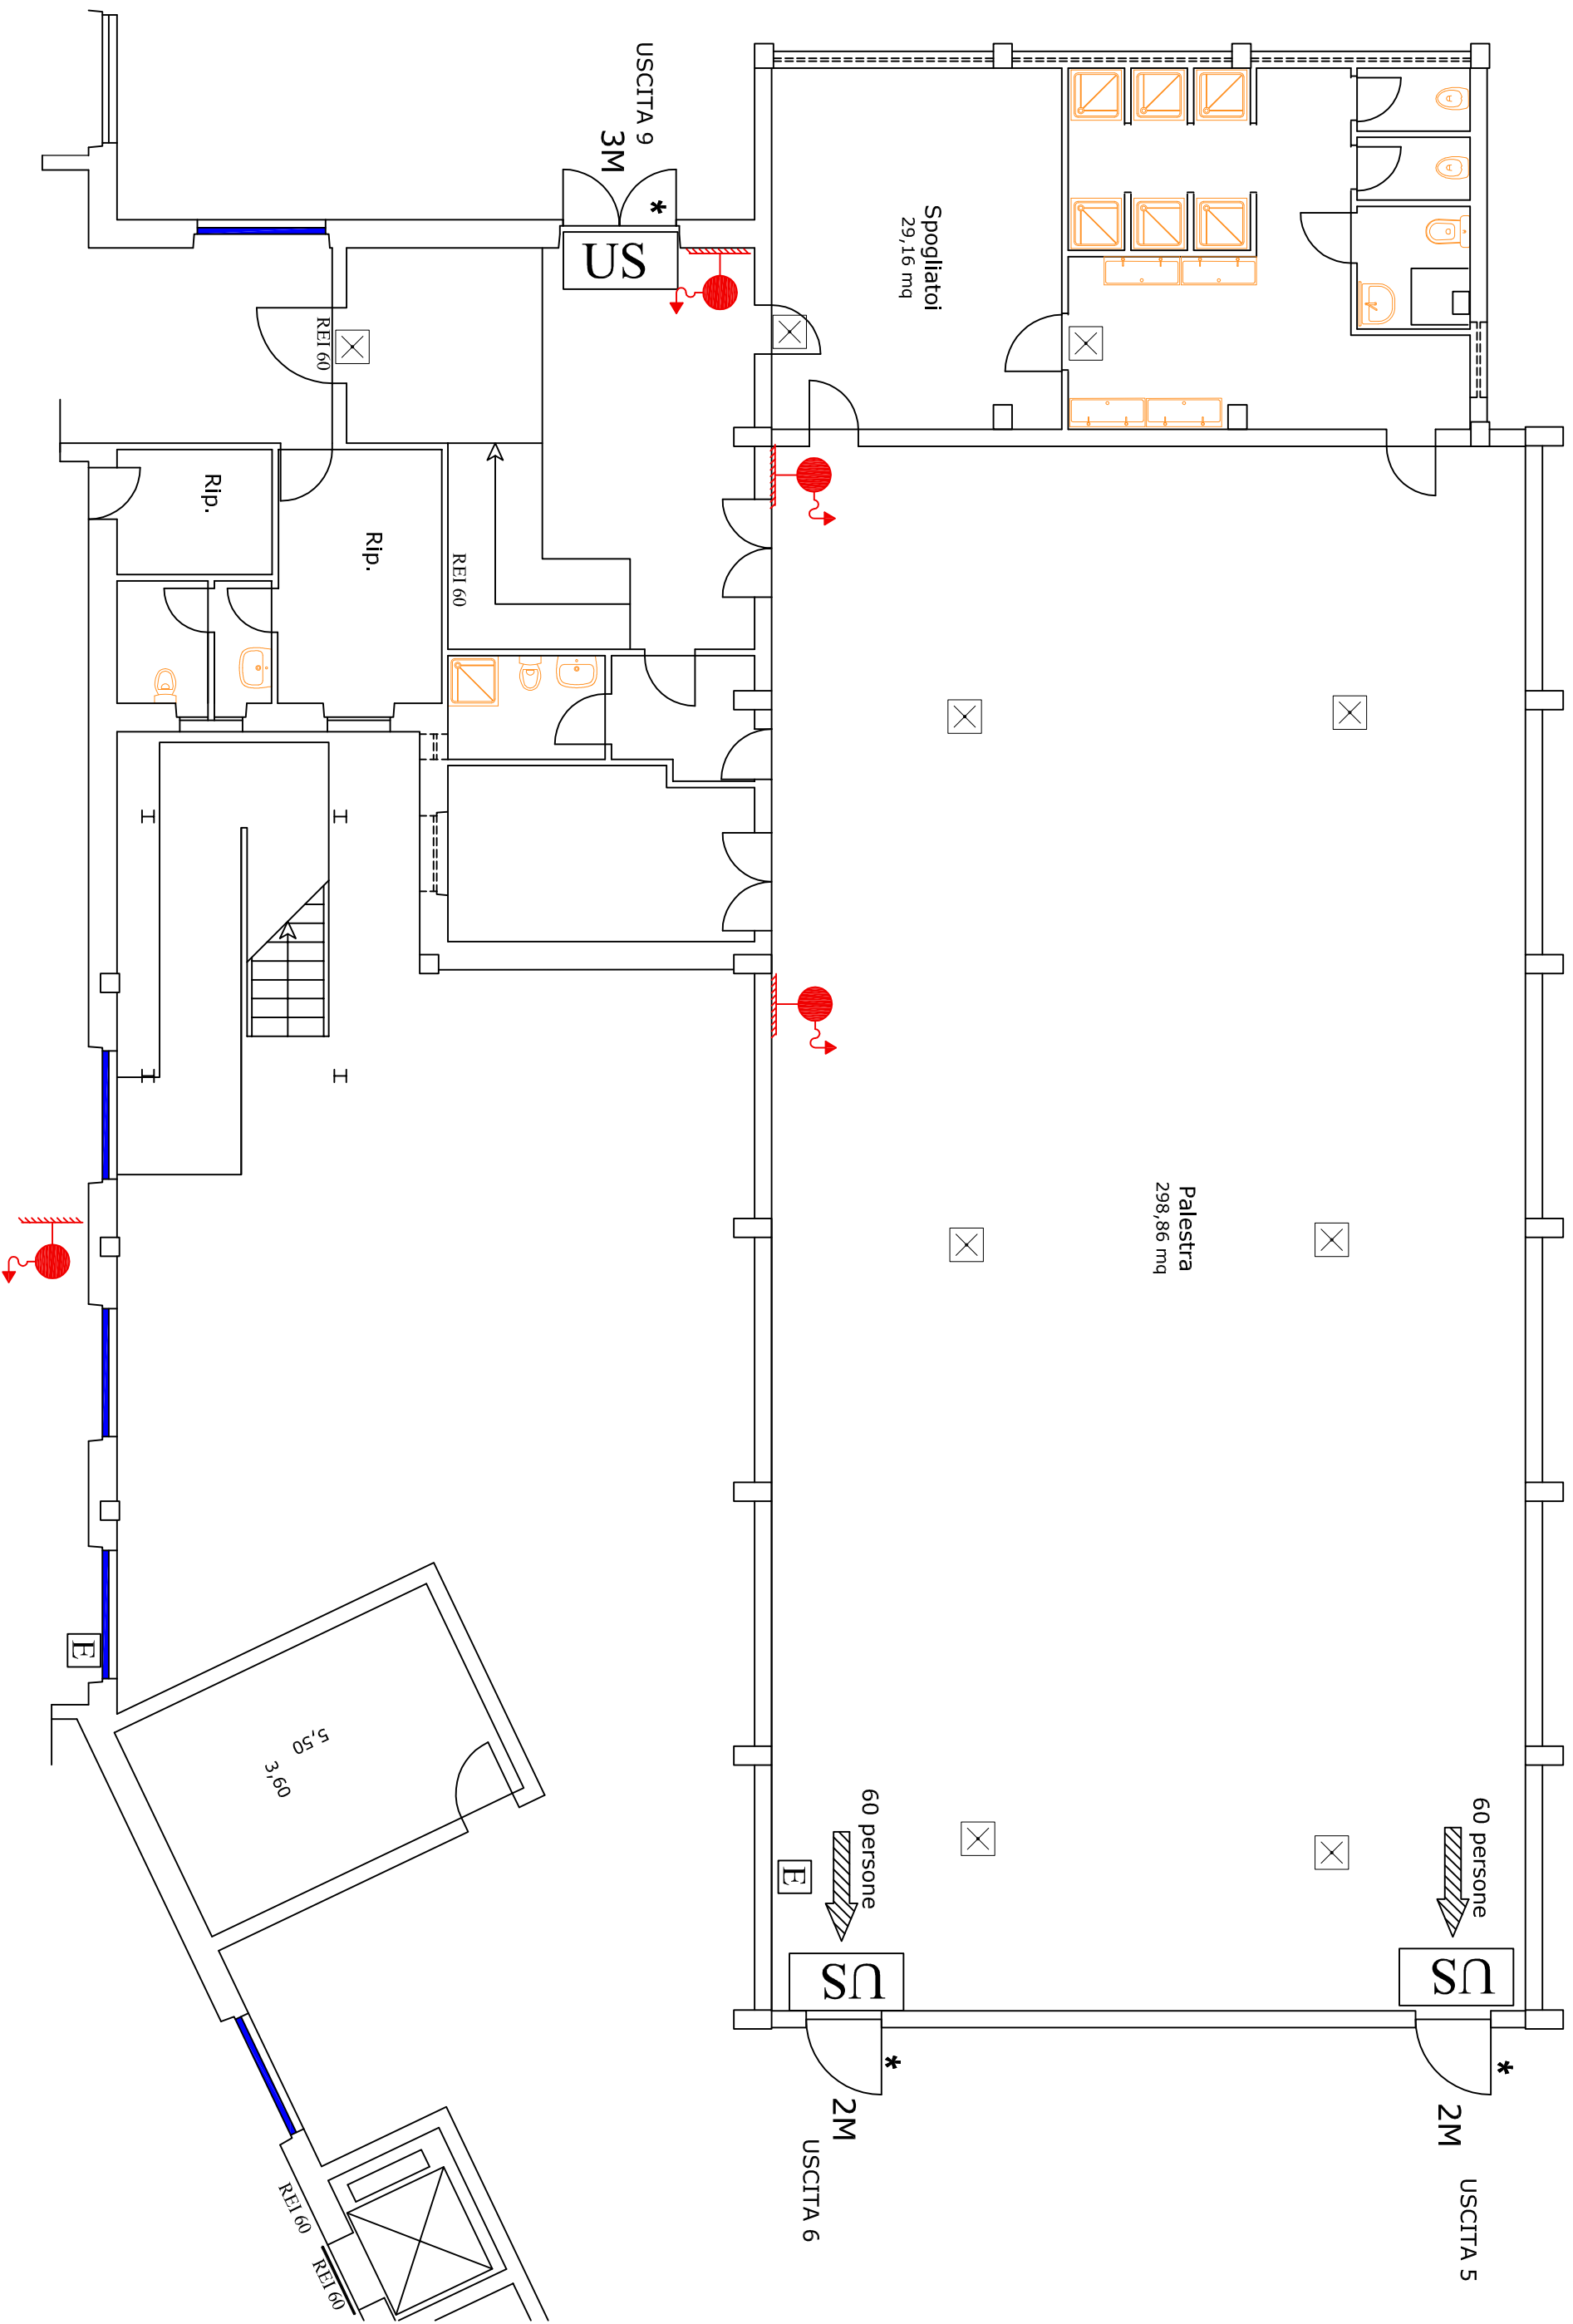 USCITA 9
3M
*
US
Spogliatoi
29,16 mq
REI 60
Rip.
Rip.
REI 60
Palestra
298,86 mq
60 persone
US
*
2M
USCITA 5
60 persone
E
US
*
2M
USCITA 6
E
5,50
3,60
REI 60
REI 60